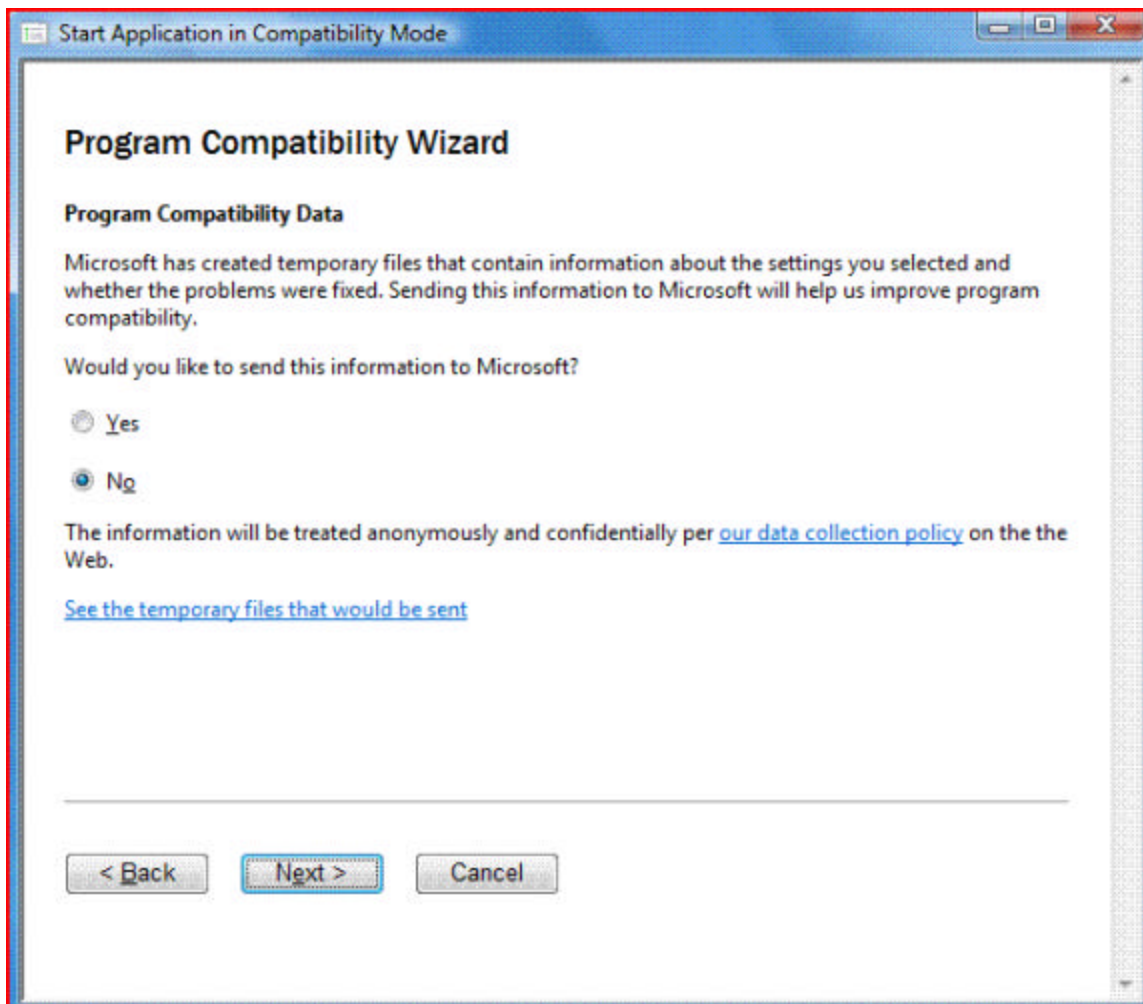 Start Application in Compatibility Mode
Program Compatibility Wizard
Program Compatibility Data
Microsoft has created temporary files that contain information about the settings you selected and
whether the problems were fixed. Sending this information to Microsoft will help us improve program
compatibility.
Would you like to send this information to Microsoft?
Yes
No
The information will be treated anonymously and confidentially per our data collection policy on the the
Web.
See the temporary files that would be sent
< Back Next > Cancel